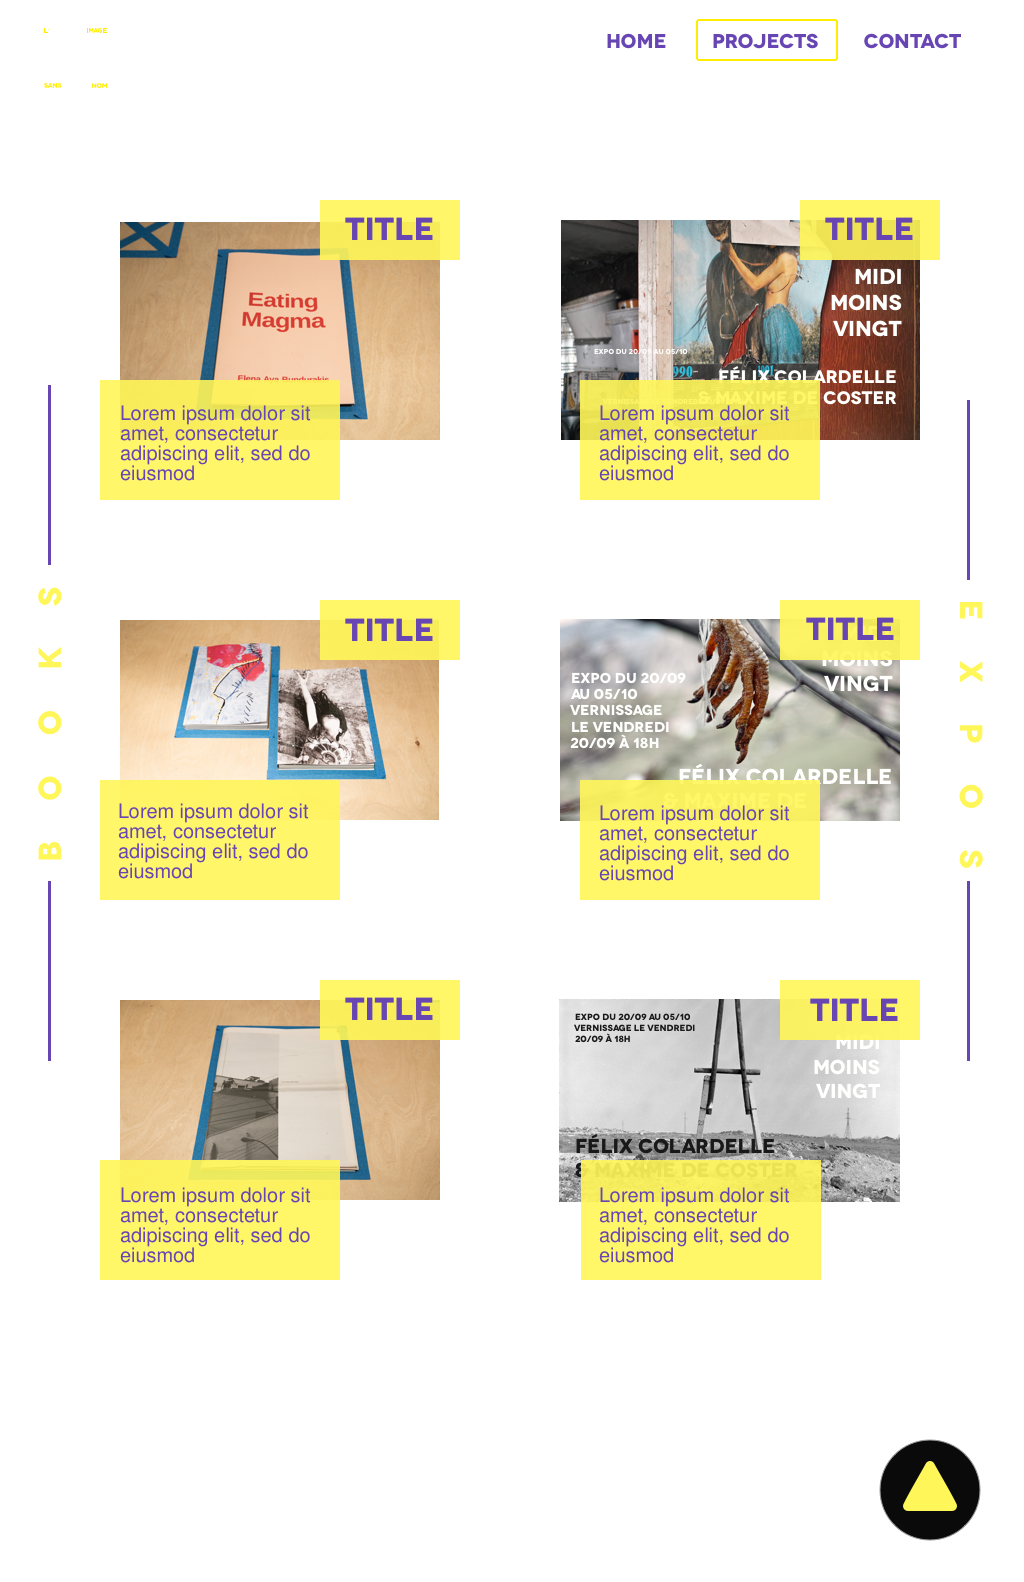 L IMAGE
SANS NOM
HOME PROJECTS CONTACT
TITLE
Eating
Magma
Elena Aya Bundurakis
Lorem ipsum dolor sit
amet, consectetur
adipiscing elit, sed do
eiusmod
TITLE
MIDI
MOINS
VINGT
EXPO DU 20/09 AU 05/10
990 1991
FÉLIX COLARDELLE
& MAXIME DE COSTER
Lorem ipsum dolor sit
amet, consectetur
adipiscing elit, sed do
eiusmod
BOOKS
EXPOS
TITLE
Lorem ipsum dolor sit
amet, consectetur
adipiscing elit, sed do
eiusmod
TITLE
MOINS
VINGT
EXPO DU 20/09
AU 05/10
VERNISSAGE
LE VENDREDI
20/09 À 18H
FÉLIX COLARDELLE
& MAXIME DE
Lorem ipsum dolor sit
amet, consectetur
adipiscing elit, sed do
eiusmod
TITLE
Lorem ipsum dolor sit
amet, consectetur
adipiscing elit, sed do
eiusmod
TITLE
EXPO DU 20/09 AU 05/10
VERNISSAGE LE VENDREDI
20/09 À 18H
MIDI
MOINS
VINGT
FÉLIX COLARDELLE
& MAXIME DE COSTER
Lorem ipsum dolor sit
amet, consectetur
adipiscing elit, sed do
eiusmod